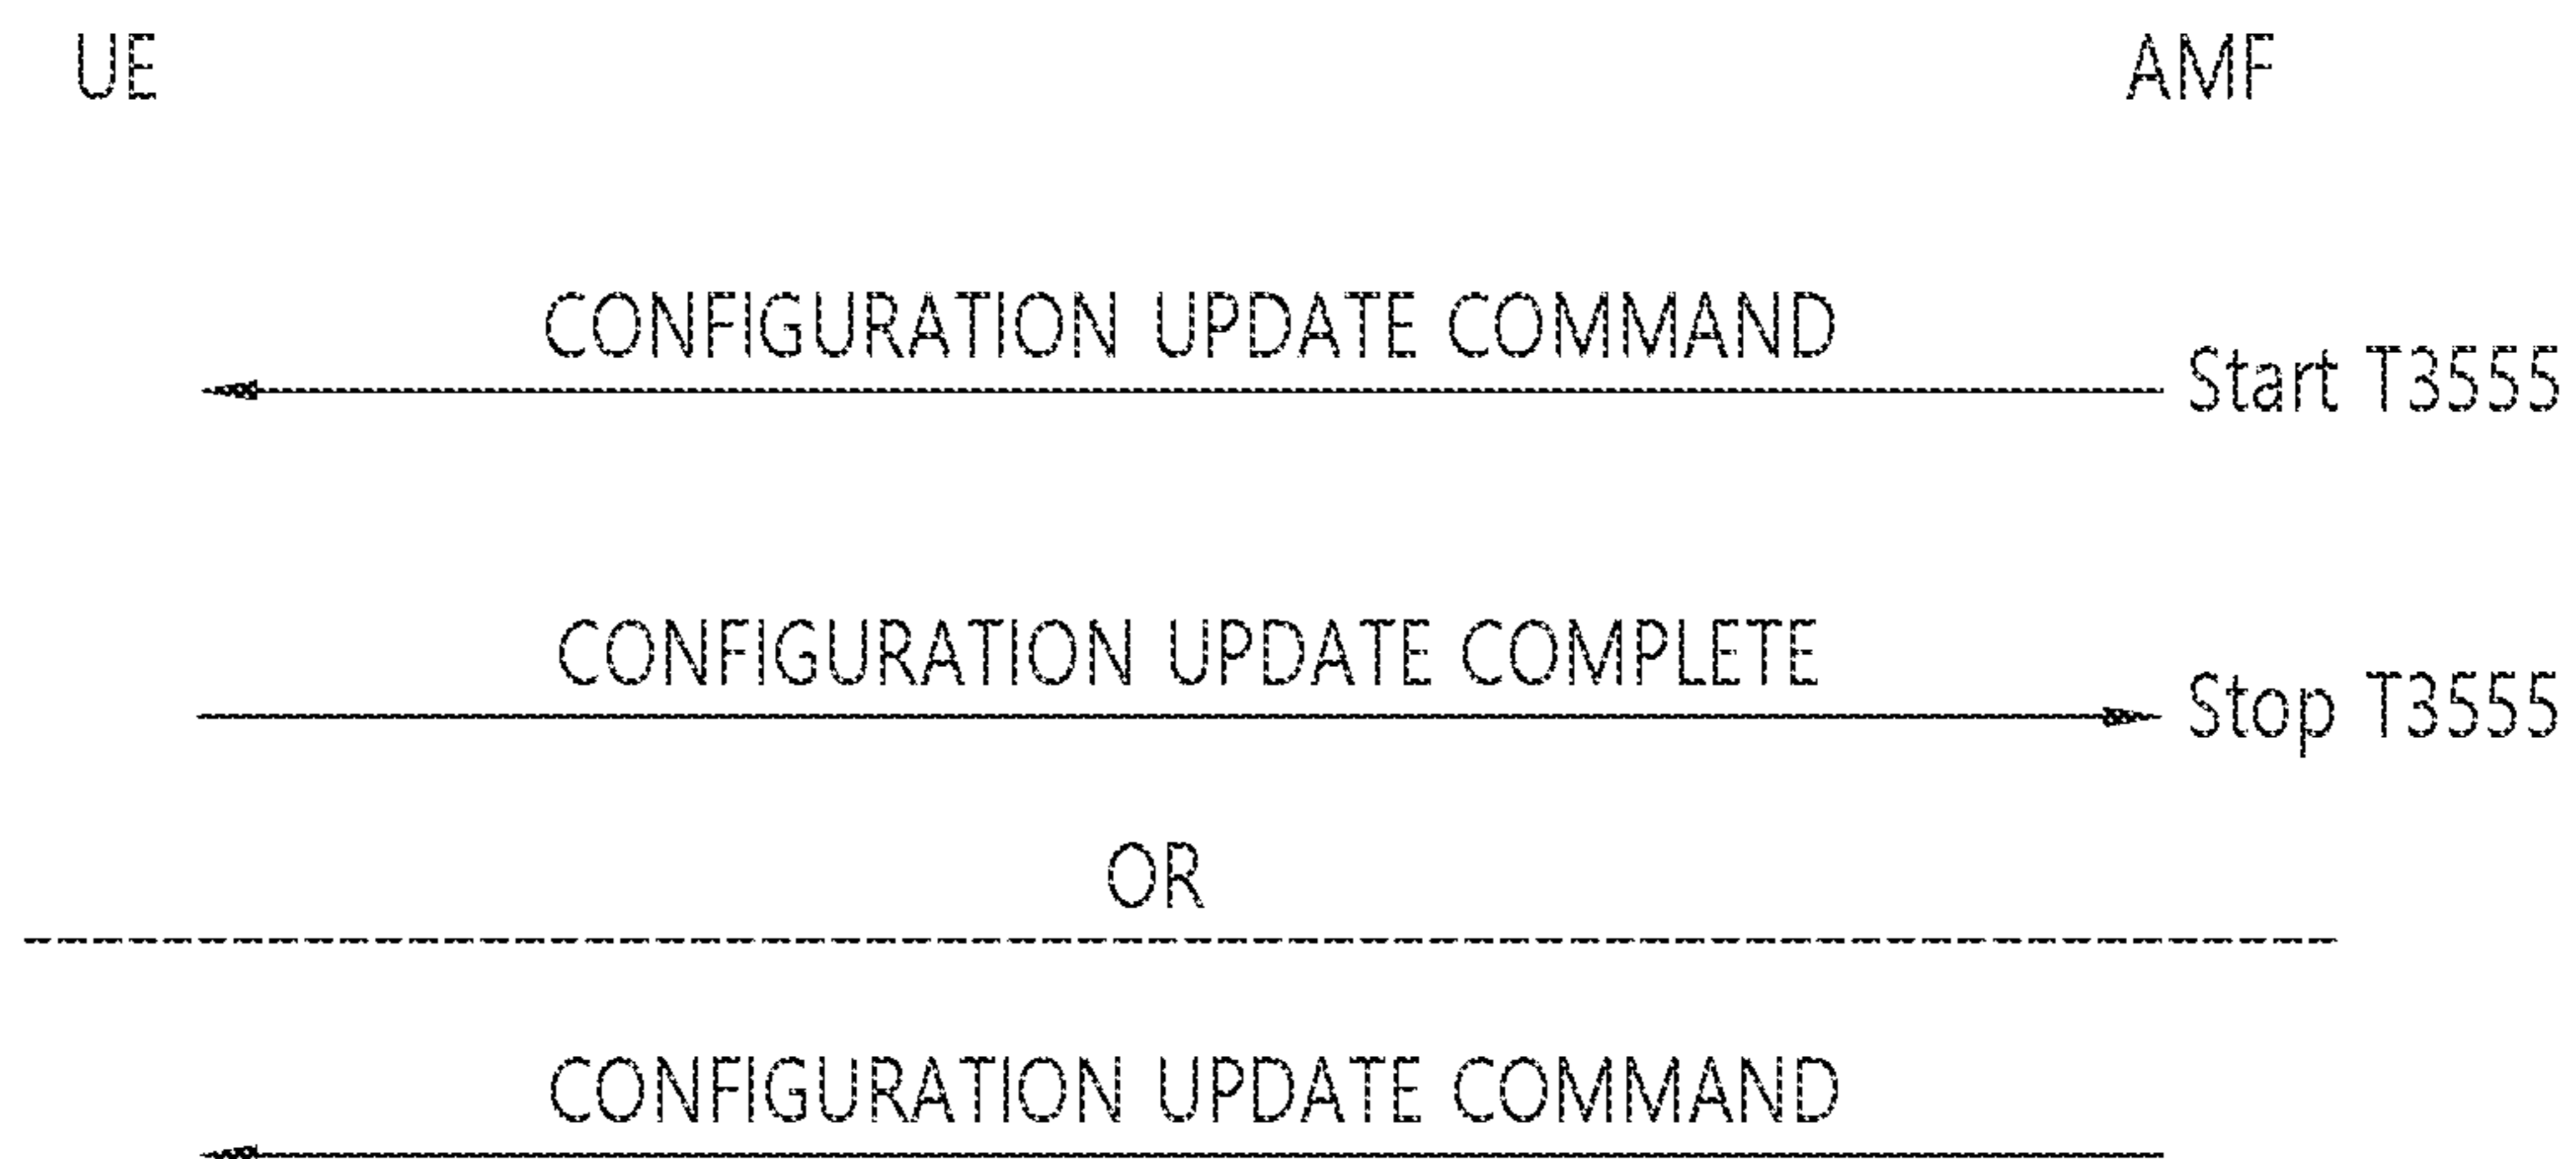 UE AMF
CONFIGURATION UPDATE COMMAND
Start T3555
CONFIGURATION UPDATE COMPLETE
Stop T3555
OR
CONFIGURATION UPDATE COMMAND